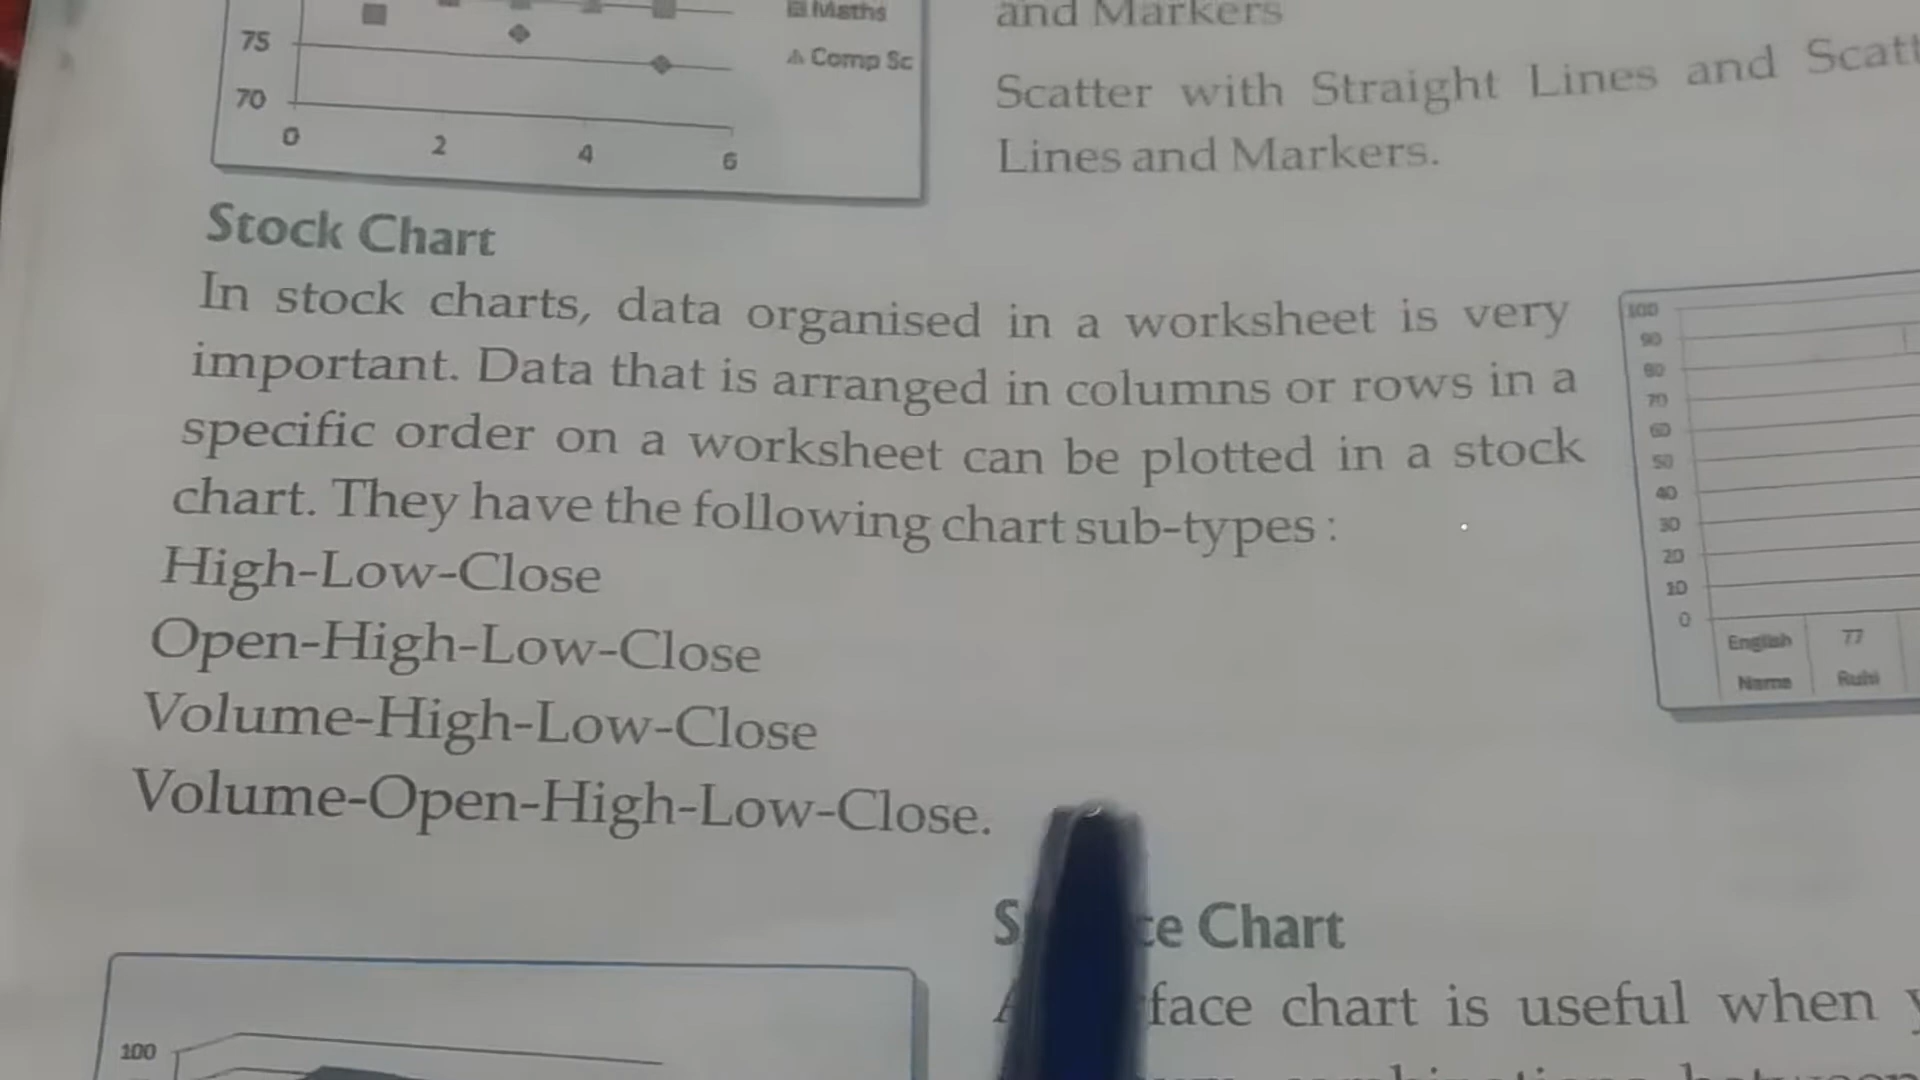 Maths
75
Comp Sc
70
0 2 4 6
and Markers
Scatter with Straight Lines and
Lines and Markers.
Stock Chart
In stock charts, data organised in a worksheet is very
important. Data that is arranged in columns or rows in a
specific order on a worksheet can be plotted in a stock
chart. They have the following chart sub-types :
High-Low-Close
Open-High-Low-Close
Volume-High-Low-Close
Volume-Open-High-Low-Close.
100
90
80
70
60
50
40
30
20
10
0
English 77
Name Ruhi
Chart
chart is useful when
100